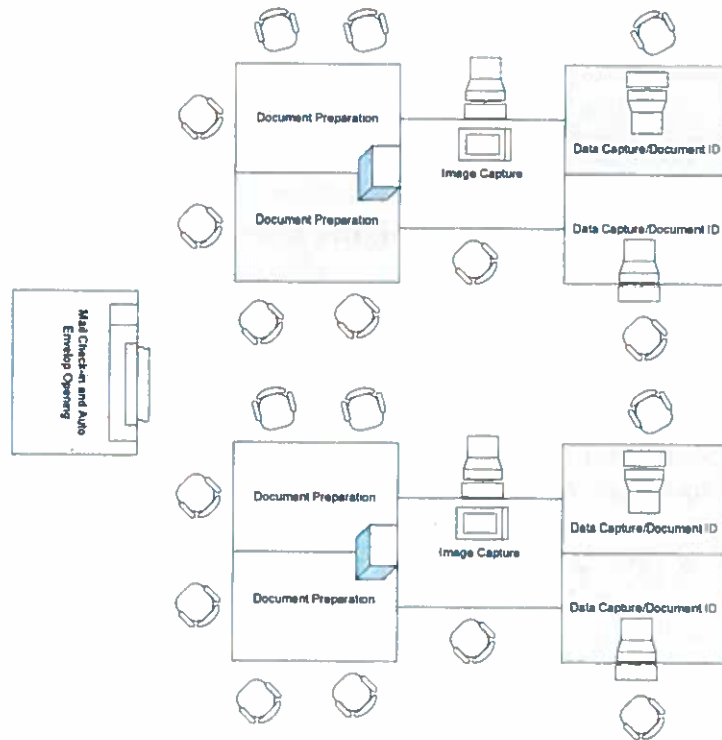 Document Preparation
Document Preparation
Image Capture
Data Capture/Document ID
Data Capture/Document ID
Mail Check-in and Auto
Envelop Opening
Document Preparation
Document Preparation
Image Capture
Data Capture/Document ID
Data Capture/Document ID